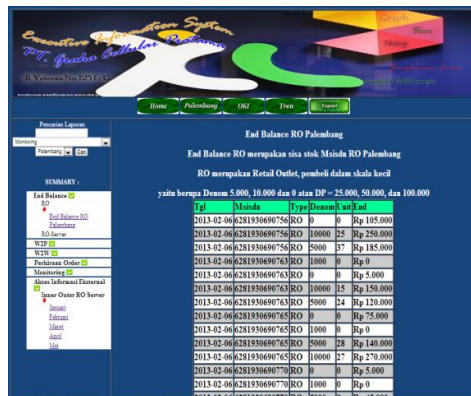 Executive Information System
PT. Graha Cellular Pratama
Graph
History
Home
Palembang
OKI
Tren
Logout
Pencarian Laporan
Monitoring
Palembang
Cari
SUMMARY :
End Balance
RO
End Balance RO
Palembang
RO-Server
W2P
W2W
Perkiraan Order
Monitoring
Akses Informasi Eksternal
Inner Outer RO Server
Januari
Februari
Maret
April
Mei
End Balance RO Palembang
End Balance RO merupakan sisa stok Msisdn RO Palembang
RO merupakan Retail Outlet, pembeli dalam skala kecil
yaitu berupa Denom 5.000, 10.000 dan 0 atau DP = 25.000, 50.000, dan 100.000
Tgl Msisdn Type Denom Unit End
2013-02-06 6281930690756 RO 0 0 Rp 105.000
2013-02-06 6281930690756 RO 10000 25 Rp 250.000
2013-02-06 6281930690756 RO 5000 37 Rp 185.000
2013-02-06 6281930690763 RO 1000 0 Rp 0
2013-02-06 6281930690763 RO 0 0 Rp 5.000
2013-02-06 6281930690763 RO 10000 15 Rp 150.000
2013-02-06 6281930690763 RO 5000 24 Rp 120.000
2013-02-06 6281930690765 RO 0 0 Rp 75.000
2013-02-06 6281930690765 RO 1000 0 Rp 0
2013-02-06 6281930690765 RO 5000 28 Rp 140.000
2013-02-06 6281930690765 RO 10000 27 Rp 270.000
2013-02-06 6281930690770 RO 0 0 Rp 5.000
2013-02-06 6281930690770 RO 1000 0 Rp 0